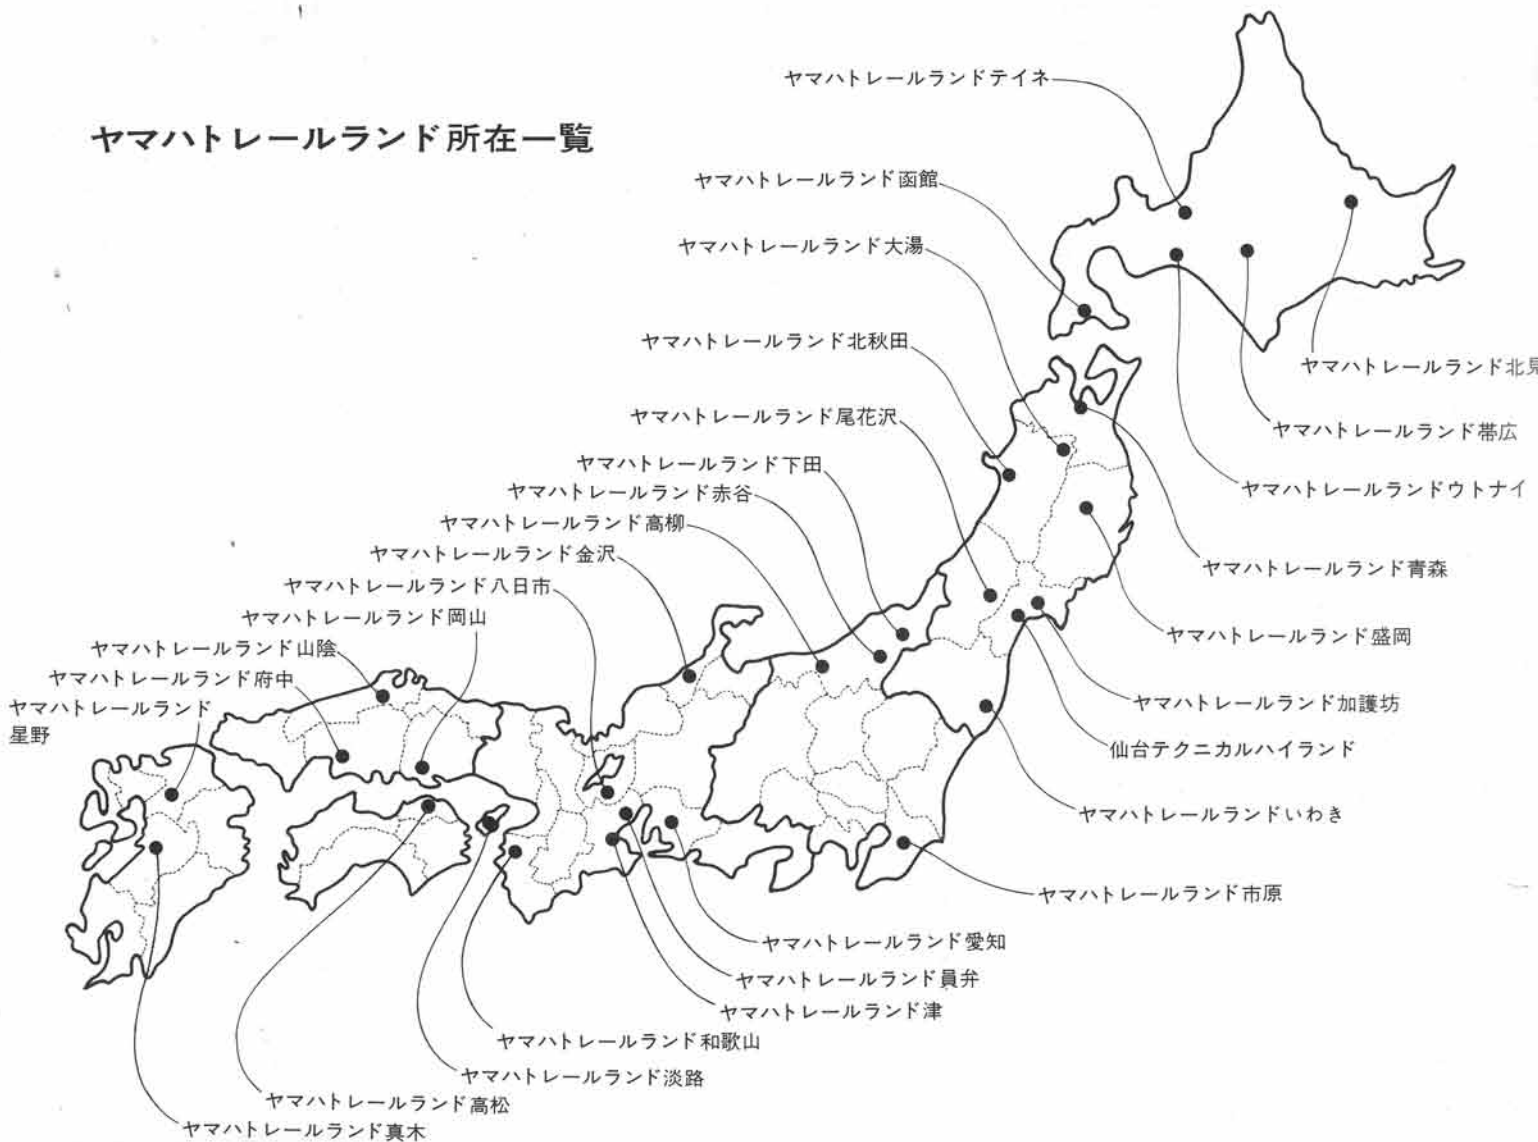 ヤマハトレールランド所在一覧
ヤマハトレールランドテイネ
ヤマハトレールランド函館
ヤマハトレールランド大湯
ヤマハトレールランド北秋田
ヤマハトレールランド尾花沢
ヤマハトレールランド下田
ヤマハトレールランド赤谷
ヤマハトレールランド高柳
ヤマハトレールランド金沢
ヤマハトレールランド八日市
ヤマハトレールランド岡山
ヤマハトレールランド山陰
ヤマハトレールランド府中
ヤマハトレールランド
星野
ヤマハトレールランド北見
ヤマハトレールランド帯広
ヤマハトレールランドウトナイ
ヤマハトレールランド青森
ヤマハトレールランド盛岡
ヤマハトレールランド加護坊
仙台テクニカルハイランド
ヤマハトレールランドいわき
ヤマハトレールランド市原
ヤマハトレールランド愛知
ヤマハトレールランド員弁
ヤマハトレールランド津
ヤマハトレールランド和歌山
ヤマハトレールランド淡路
ヤマハトレールランド高松
ヤマハトレールランド真木